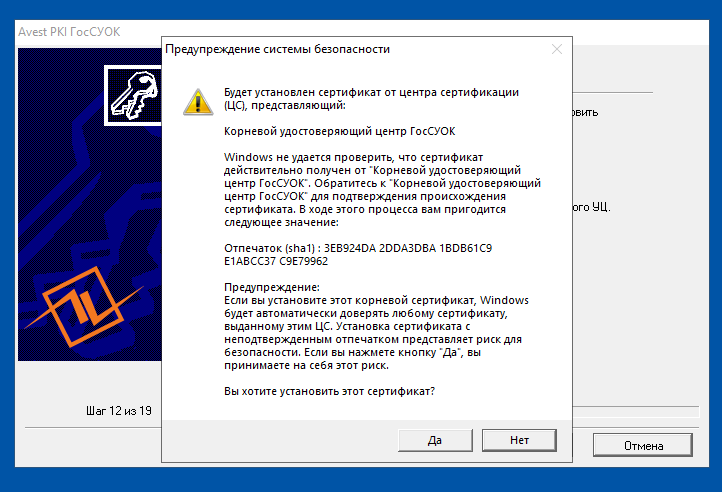 Avest PKI ГосСУОК
Предупреждение системы безопасности
Будет установлен сертификат от центра сертификации
(ЦС), представляющий:
Корневой удостоверяющий центр ГосСУОК
Windows не удается проверить, что сертификат
действительно получен от "Корневой удостоверяющий
центр ГосСУОК". Обратитесь к "Корневой удостоверяющий
центр ГосСУОК" для подтверждения происхождения
сертификата. В ходе этого процесса вам пригодится
следующее значение:
Отпечаток (sha1) : 3EB924DA 2DDA3DBA 1BDB61C9
E1ABCC37 C9E79962
Предупреждение:
Если вы установите этот корневой сертификат, Windows
будет автоматически доверять любому сертификату,
выданному этим ЦС. Установка сертификата с
неподтвержденным отпечатком представляет риск для
безопасности. Если вы нажмете кнопку "Да", вы
принимаете на себя этот риск.
Вы хотите установить этот сертификат?
Да
Нет
овить
ого УЦ.
Шаг 12 из 19
Отмена